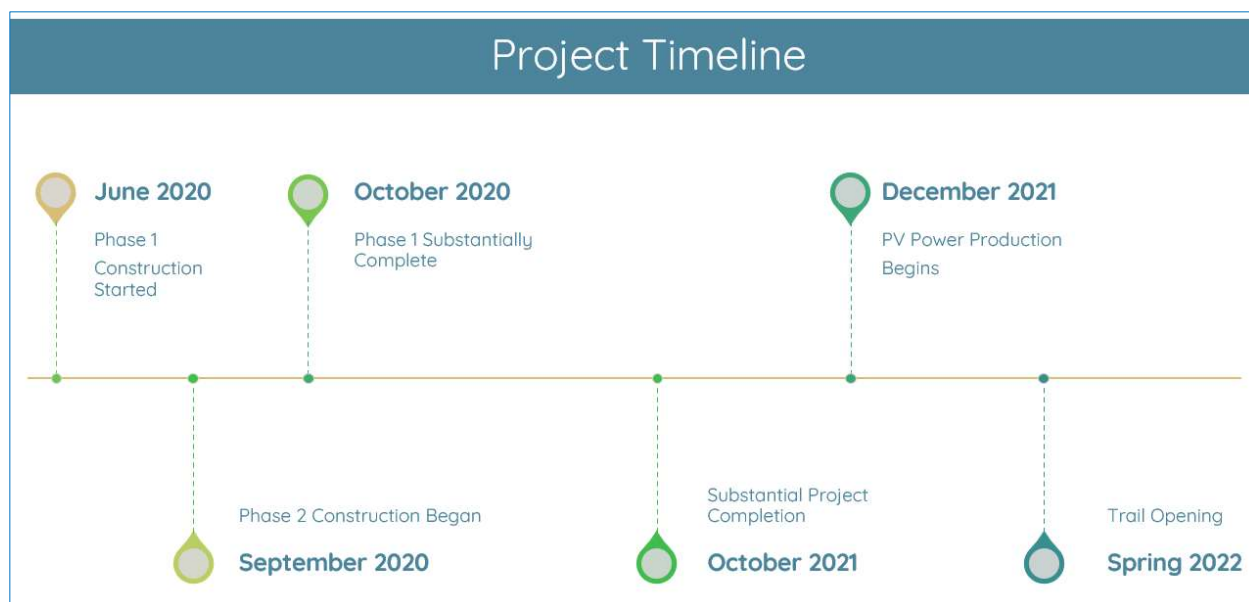 Project Timeline
June 2020
Phase 1
Construction
Started
October 2020
Phase 1 Substantially
Complete
December 2021
PV Power Production
Begins
Phase 2 Construction Began
September 2020
Substantial Project
Completion
October 2021
Trail Opening
Spring 2022